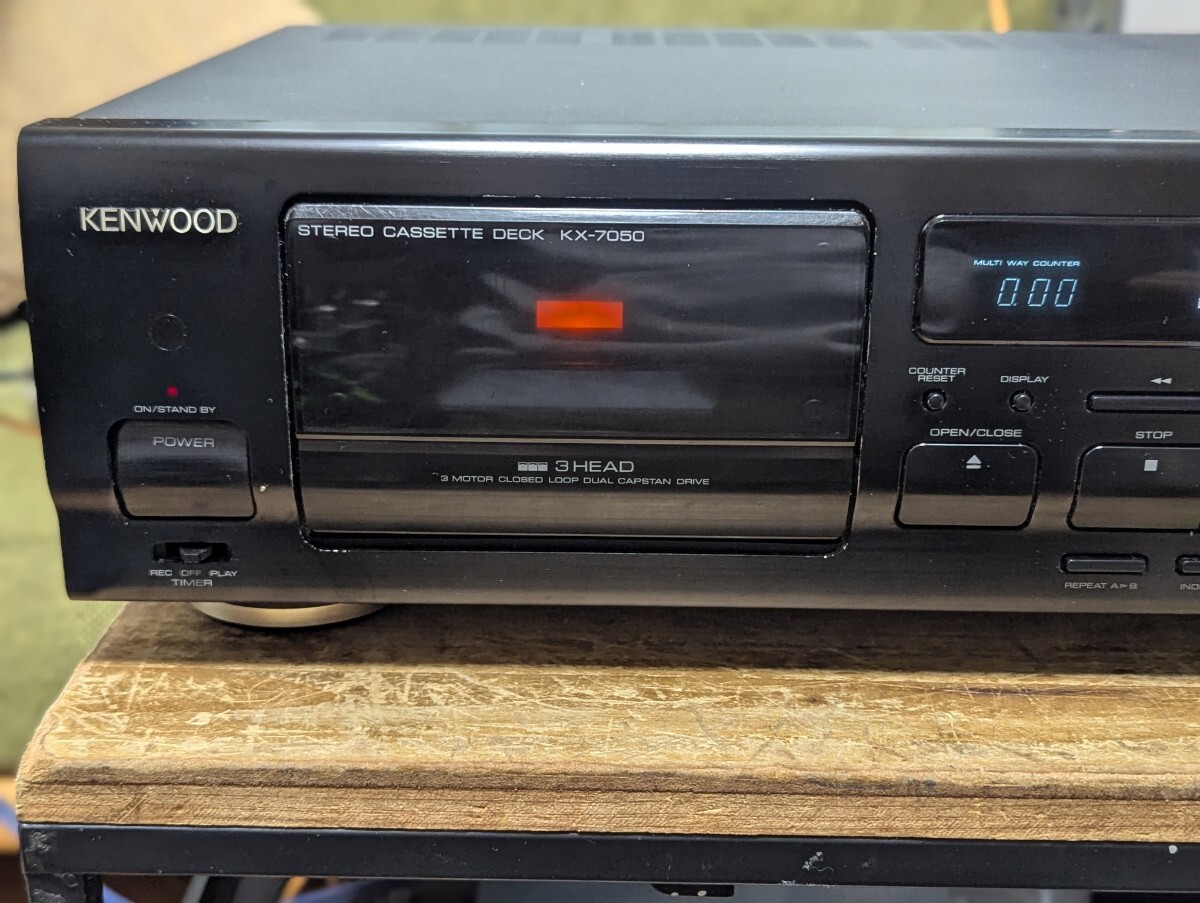 KENWOOD
STEREO CASSETTE DECK KX-7050
MULTI WAY COUNTER
0.00
COUNTER
RESET
DISPLAY
ON/STAND BY
POWER
OPEN/CLOSE
STOP
3 HEAD
3 MOTOR CLOSED LOOP DUAL CAPSTAN DRIVE
REC OFF PLAY
TIMER
REPEAT A►B